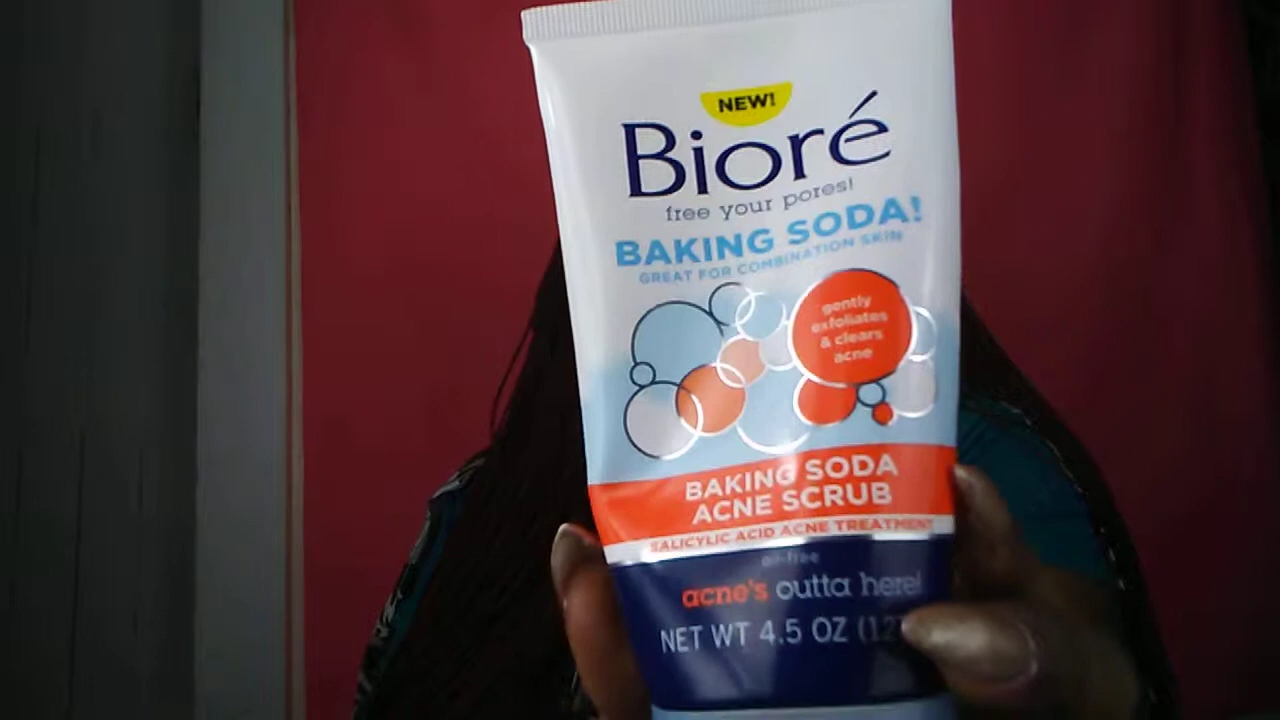 NEW!
Bioré
free your pores!
BAKING SODA!
GREAT FOR COMBINATION SKIN
gently
exfoliates
& clears
acne
BAKING SODA
ACNE SCRUB
SALICYLIC ACID ACNE TREATMENT
oil-free
acne's outta here!
NET WT 4.5 OZ (12